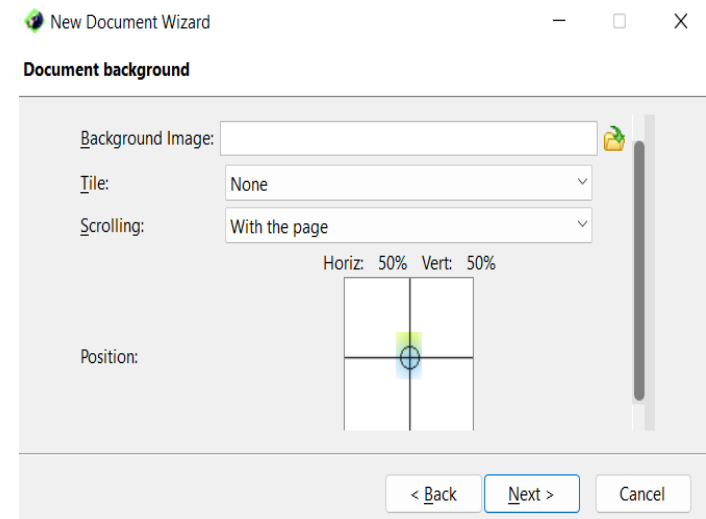 New Document Wizard
Document background
Background Image:
Tile: None
Scrolling: With the page
Horiz: 50% Vert: 50%
Position:
< Back Next > Cancel